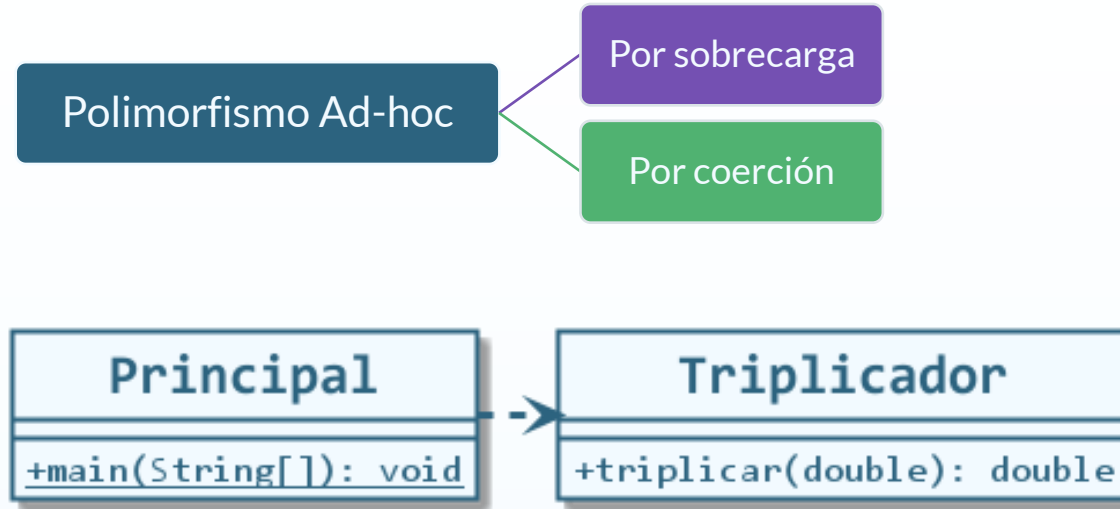 Polimorfismo Ad-hoc
Por sobrecarga
Por coerción
Principal
+main(String[]): void
Triplicador
+triplicar(double): double